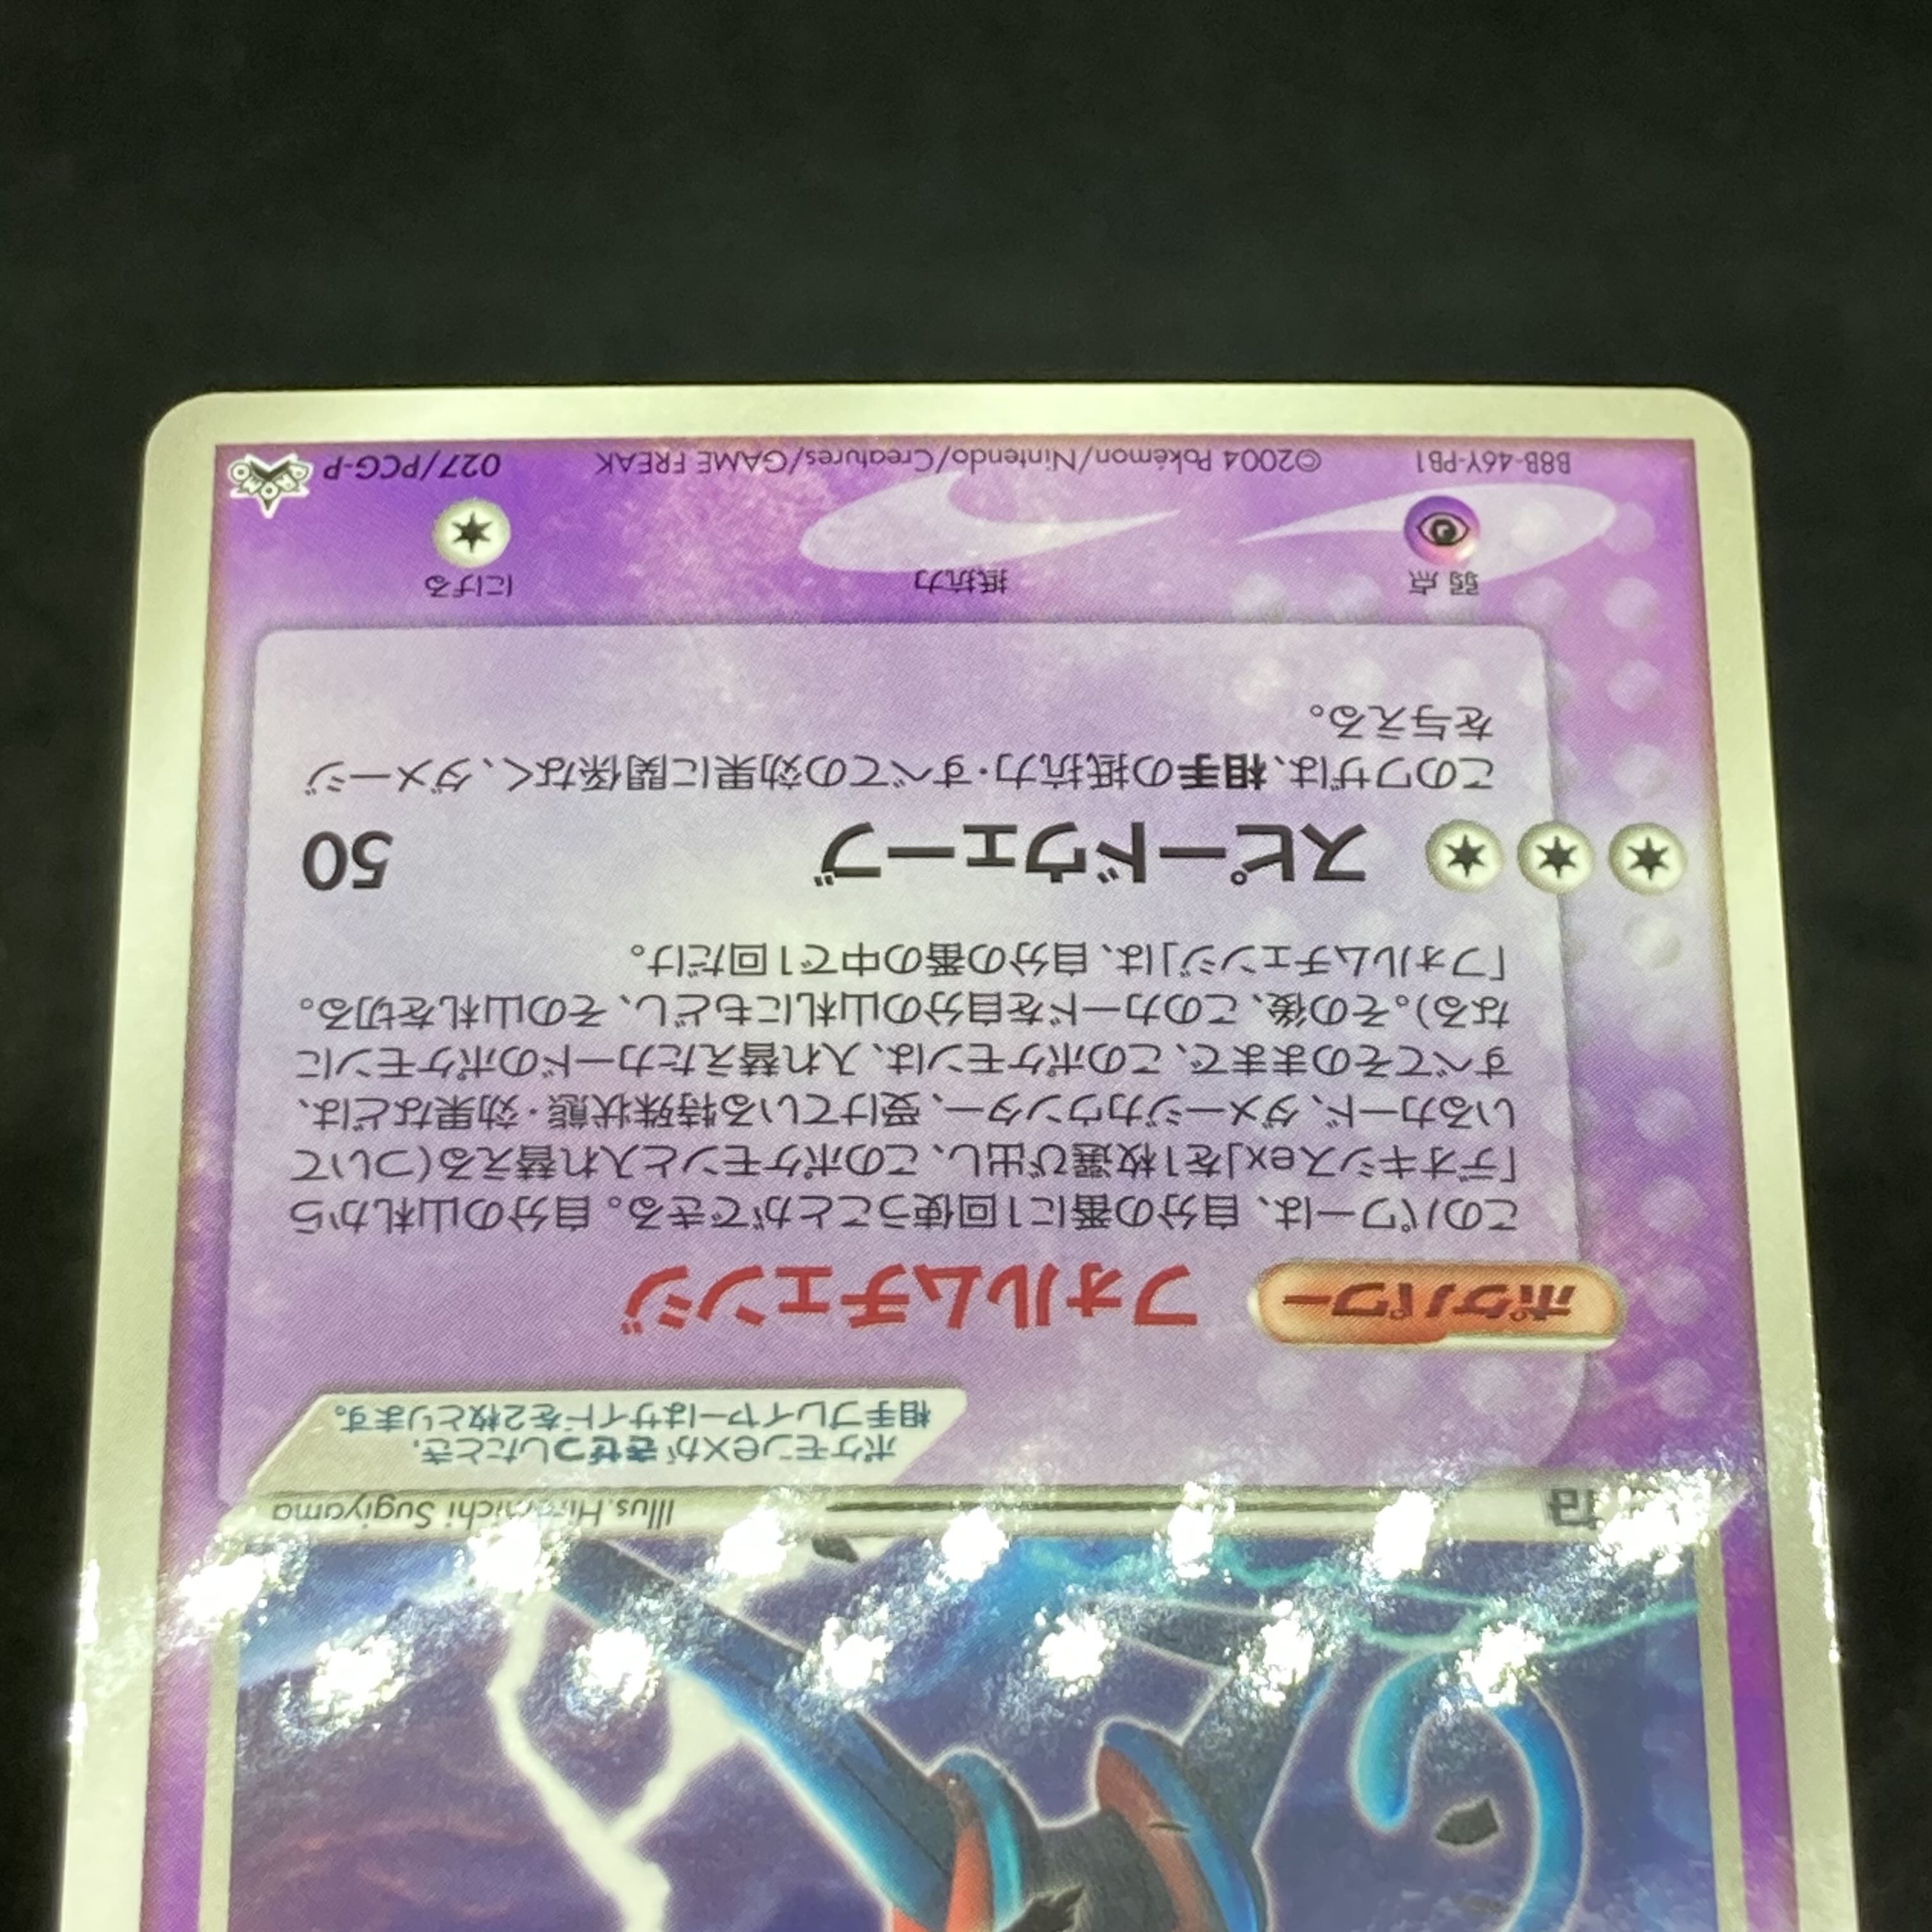 Illus.Hiromichi Sugiyama
ポケモンexがきぜつしたとき、
相手プレイヤーはサイドを2枚とります。
ポケパワー フォルムチェンジ
このパワーは、自分の番に1回使うことができる。自分の山札から
「デオキシスex」を1枚選び出し、このポケモンと入れ替える(ついて
いるカード、ダメージカウンター、受けている特殊状態・効果などは、
すべてそのままで、このポケモンは、入れ替えたカードのポケモンに
なる)。その後、このカードを自分の山札にもどし、その山札を切る。
「フォルムチェンジ」は、自分の番の中で1回だけ。
スピードウェーブ 50
このワザは、相手の抵抗力・すべての効果に関係なく、ダメージ
を与える。
弱点 抵抗力 にげる
B8B-46Y-PB1 ©2004 Pokémon/Nintendo/Creatures/GAME FREAK 027/PCG-P PROMO